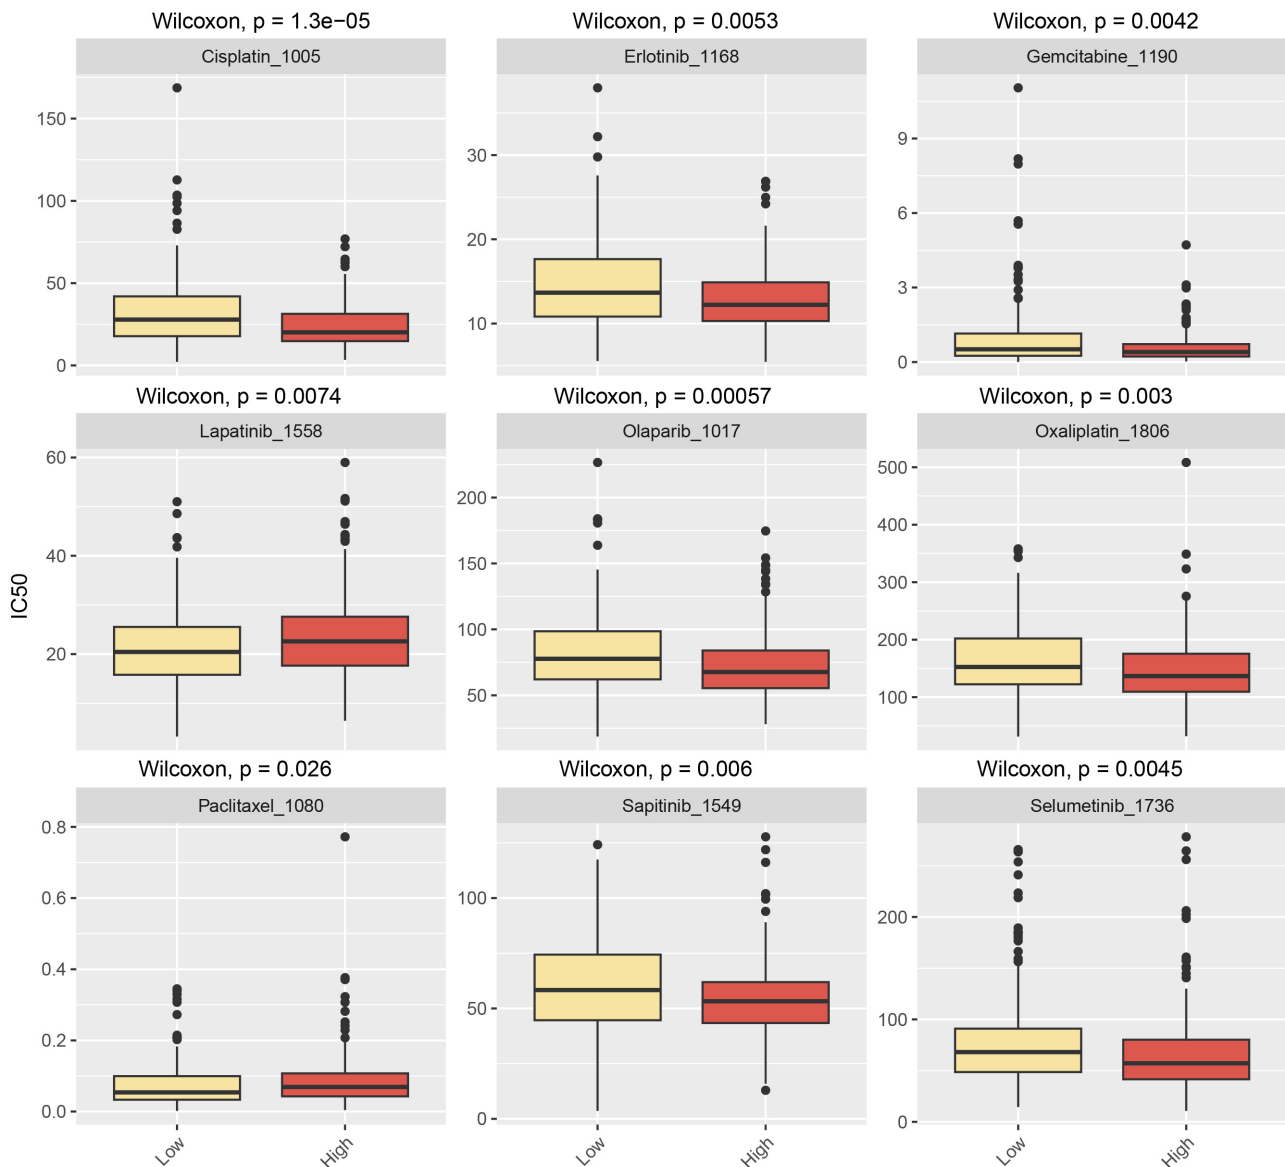 Wilcoxon, p = 1.3e−05
Wilcoxon, p = 0.0053
Wilcoxon, p = 0.0042
Cisplatin_1005
Erlotinib_1168
Gemcitabine_1190
150
100
50
0
30
20
10
9
6
3
0
Wilcoxon, p = 0.0074
Wilcoxon, p = 0.00057
Wilcoxon, p = 0.003
Lapatinib_1558
Olaparib_1017
Oxaliplatin_1806
IC50
60
40
20
200
150
100
50
500
400
300
200
100
Wilcoxon, p = 0.026
Wilcoxon, p = 0.006
Wilcoxon, p = 0.0045
Paclitaxel_1080
Sapitinib_1549
Selumetinib_1736
0.8
0.6
0.4
0.2
0.0
100
50
0
200
100
0
Low
High
Low
High
Low
High